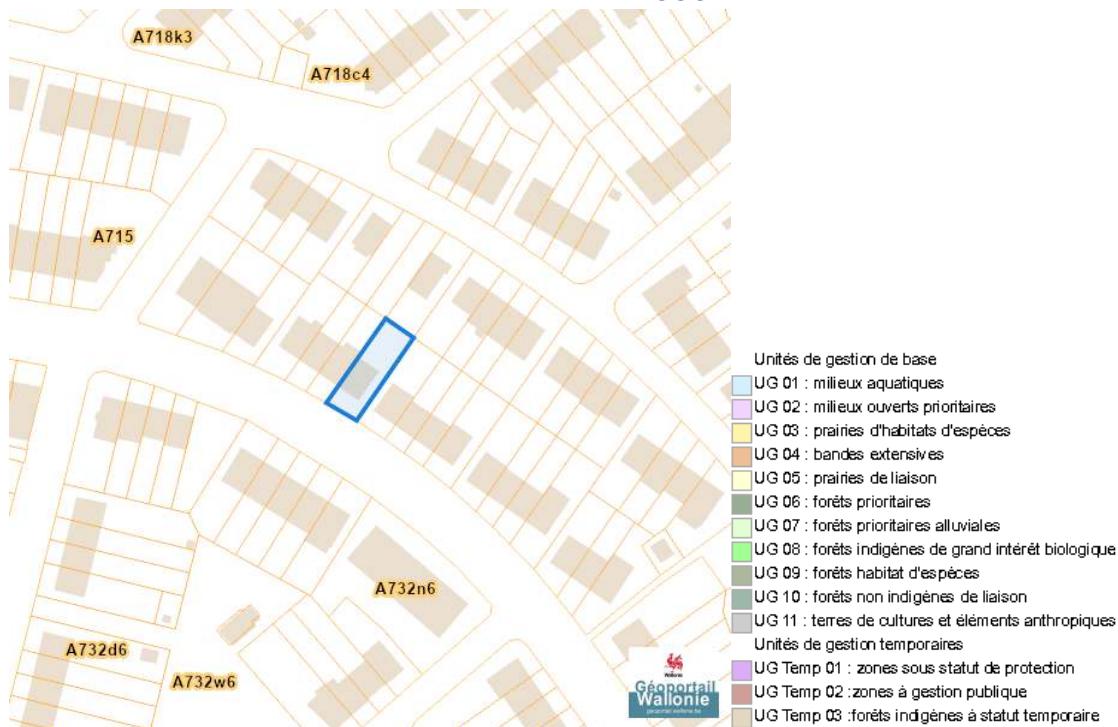 A718k3
A718c4
A715
A732n6
A732d6
A732w6
Wallonie
Géoportail
Wallonie
geoportail.wallonie.be
Unités de gestion de base
UG 01 : milieux aquatiques
UG 02 : milieux ouverts prioritaires
UG 03 : prairies d'habitats d'espèces
UG 04 : bandes extensives
UG 05 : prairies de liaison
UG 06 : forêts prioritaires
UG 07 : forêts prioritaires alluviales
UG 08 : forêts indigènes de grand intérêt biologique
UG 09 : forêts habitat d'espèces
UG 10 : forêts non indigènes de liaison
UG 11 : terres de cultures et éléments anthropiques
Unités de gestion temporaires
UG Temp 01 : zones sous statut de protection
UG Temp 02 :zones à gestion publique
UG Temp 03 :forêts indigènes à statut temporaire